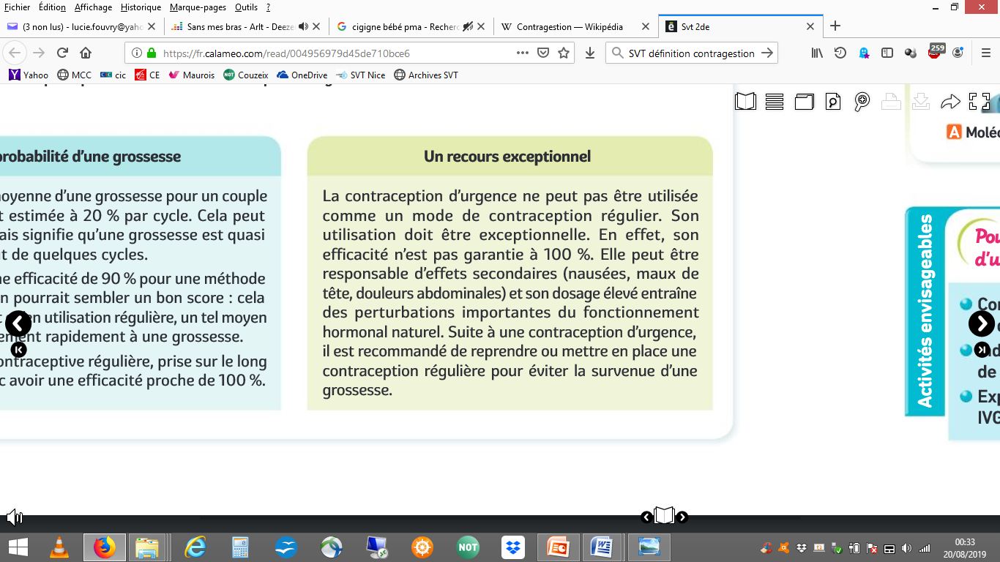 Fichier Édition Affichage Historique Marque-pages Outils ?
(3 non lus) - lucie.fouvry@yaho
Sans mes bras - Arlt - Deeze
cigigne bébé pma - Recherc
Contragestion — Wikipédia
Svt 2de
https://fr.calameo.com/read/004956979d45de710bce6
SVT définition contragestion
259
Yahoo MCC cic CE Maurois Couzeix OneDrive SVT Nice Archives SVT
probabilité d'une grossesse
moyenne d'une grossesse pour un couple
t estimée à 20 % par cycle. Cela peut
ais signifie qu'une grossesse est quasi
t de quelques cycles.
ne efficacité de 90 % pour une méthode
n pourrait sembler un bon score : cela
en utilisation régulière, un tel moyen
ement rapidement à une grossesse.
ontraceptive régulière, prise sur le long
c avoir une efficacité proche de 100 %.
Un recours exceptionnel
La contraception d'urgence ne peut pas être utilisée
comme un mode de contraception régulier. Son
utilisation doit être exceptionnelle. En effet, son
efficacité n'est pas garantie à 100 %. Elle peut être
responsable d'effets secondaires (nausées, maux de
tête, douleurs abdominales) et son dosage élevé entraîne
des perturbations importantes du fonctionnement
hormonal naturel. Suite à une contraception d'urgence,
il est recommandé de reprendre ou mettre en place une
contraception régulière pour éviter la survenue d'une
grossesse.
A Moléc
Activités envisageables
Pou
d'u
Con
de
Exp
IVG
NOT
00:33
20/08/2019